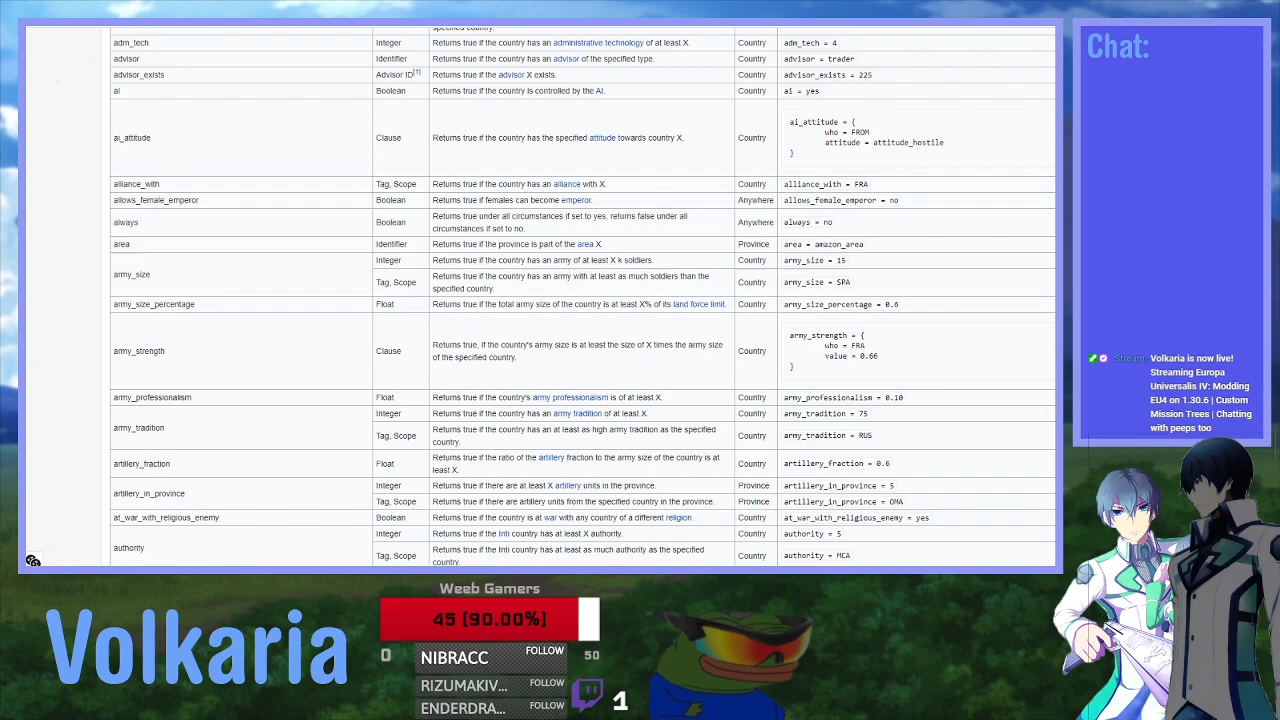 specified country.
adm_tech Integer Returns true if the country has an administrative technology of at least X. Country adm_tech = 4
advisor Identifier Returns true if the country has an advisor of the specified type. Country advisor = trader
advisor_exists Advisor ID[1] Returns true if the advisor X exists. Country advisor_exists = 225
ai Boolean Returns true if the country is controlled by the AI. Country ai = yes
ai_attitude Clause Returns true if the country has the specified attitude towards country X. Country ai_attitude = {
who = FROM
attitude = attitude_hostile
}
alliance_with Tag, Scope Returns true if the country has an alliance with X. Country alliance_with = FRA
allows_female_emperor Boolean Returns true if females can become emperor. Anywhere allows_female_emperor = no
always Boolean Returns true under all circumstances if set to yes, returns false under all
circumstances if set to no. Anywhere always = no
area Identifier Returns true if the province is part of the area X. Province area = amazon_area
army_size Integer Returns true if the country has an army of at least X k soldiers. Country army_size = 15
Tag, Scope Returns true if the country has an army with at least as much soldiers than the
specified country. Country army_size = SPA
army_size_percentage Float Returns true if the total army size of the country is at least X% of its land force limit. Country army_size_percentage = 0.6
army_strength Clause Returns true, if the country's army size is at least the size of X times the army size
of the specified country. Country army_strength = {
who = FRA
value = 0.66
}
army_professionalism Float Returns true if the country's army professionalism is of at least X. Country army_professionalism = 0.10
army_tradition Integer Returns true if the country has an army tradition of at least X. Country army_tradition = 75
Tag, Scope Returns true if the country has an at least as high army tradition as the specified
country. Country army_tradition = RUS
artillery_fraction Float Returns true if the ratio of the artillery fraction to the army size of the country is at
least X. Country artillery_fraction = 0.6
artillery_in_province Integer Returns true if there are at least X artillery units in the province. Province artillery_in_province = 5
Tag, Scope Returns true if there are artillery units from the specified country in the province. Province artillery_in_province = OMA
at_war_with_religious_enemy Boolean Returns true if the country is at war with any country of a different religion. Country at_war_with_religious_enemy = yes
authority Integer Returns true if the Inti country has at least X authority. Country authority = 5
Tag, Scope Returns true if the Inti country has at least as much authority as the specified
country. Country authority = MCA
Chat:
Stream: Volkaria is now live!
Streaming Europa
Universalis IV: Modding
EU4 on 1.30.6 | Custom
Mission Trees | Chatting
with peeps too
Volkaria
Weeb Gamers
45 (90.00%)
0 50
NIBRACC FOLLOW
RIZUMAKIV... FOLLOW
ENDERDRA... FOLLOW
1